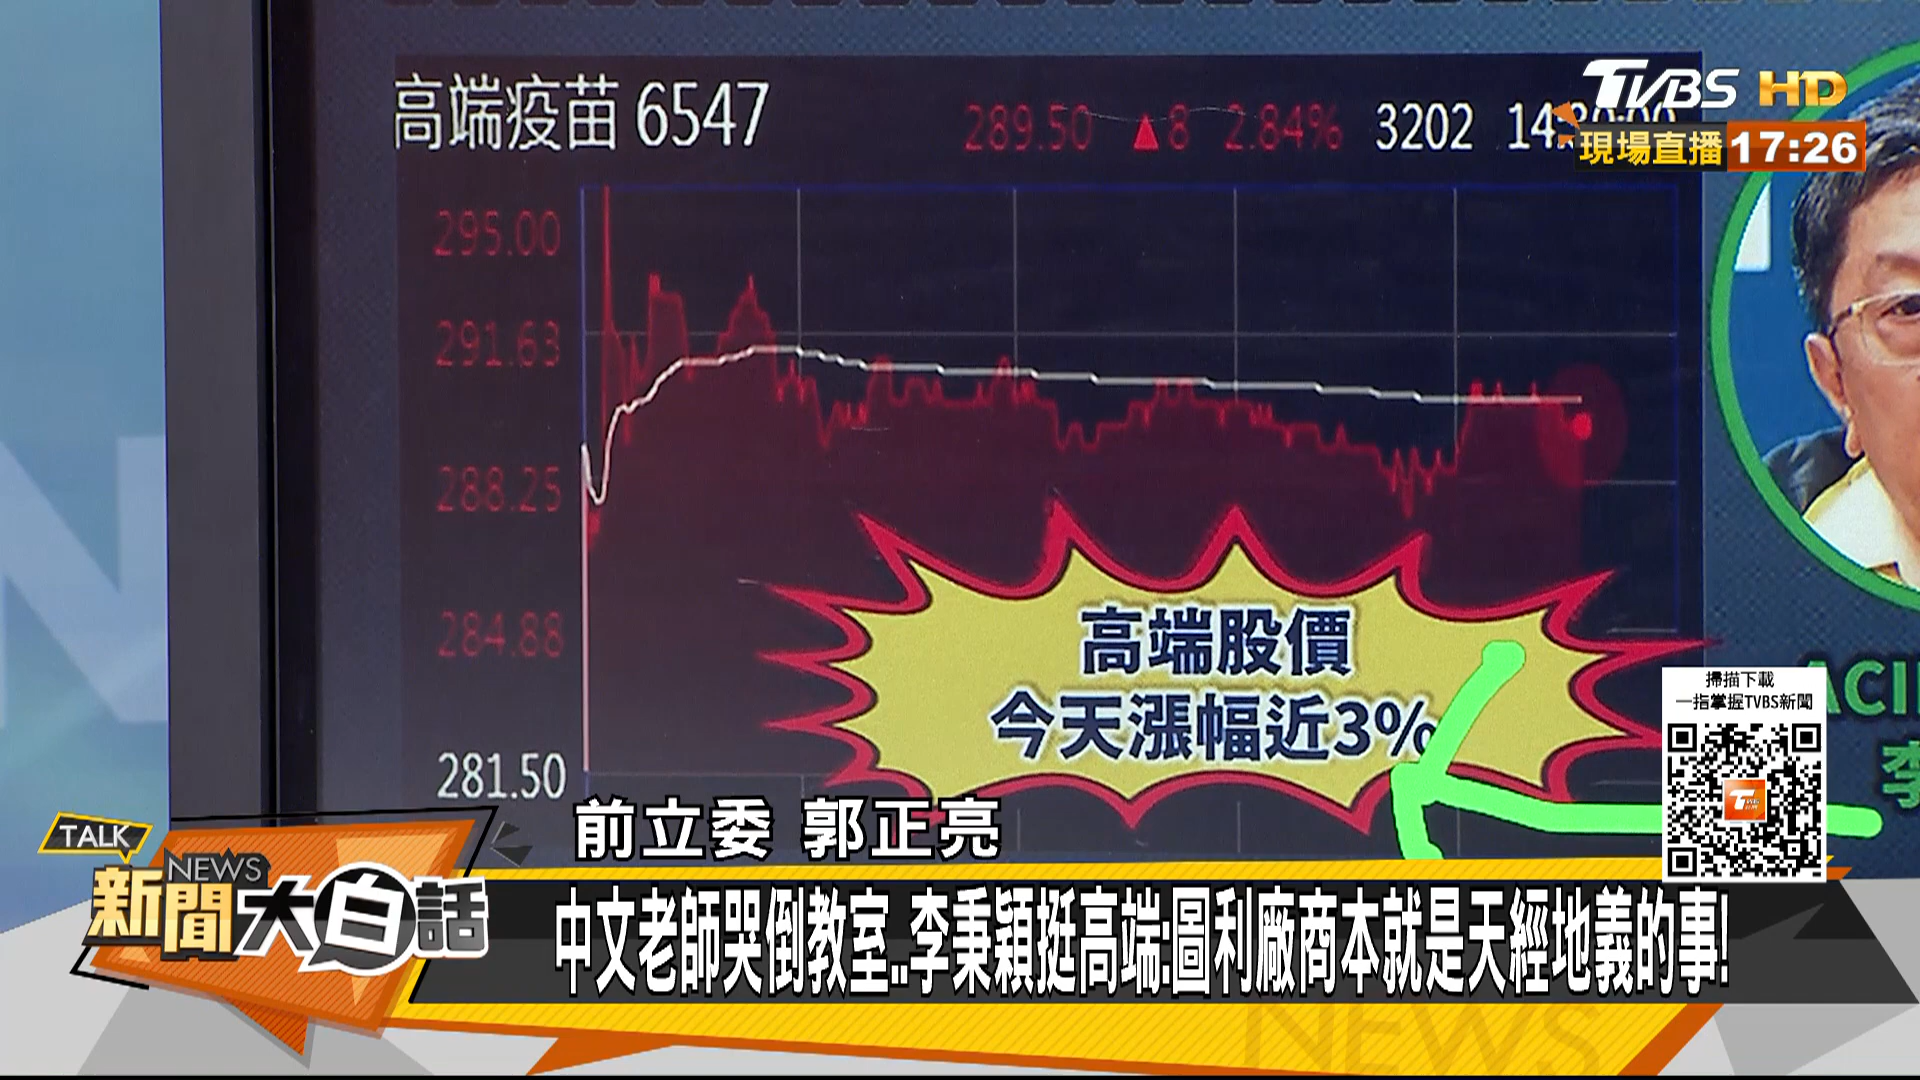 高端疫苗 6547
289.50 ▲8 2.84% 3202
TVBS HD
現場直播 17:26
295.00
291.63
288.25
284.88
281.50
高端股價
今天漲幅近3%
掃描下載
一指掌握TVBS新聞
ACI
李
前立委 郭正亮
TALK
NEWS
新聞大白話
中文老師哭倒教室..李秉穎挺高端:圖利廠商本就是天經地義的事!
NEWS